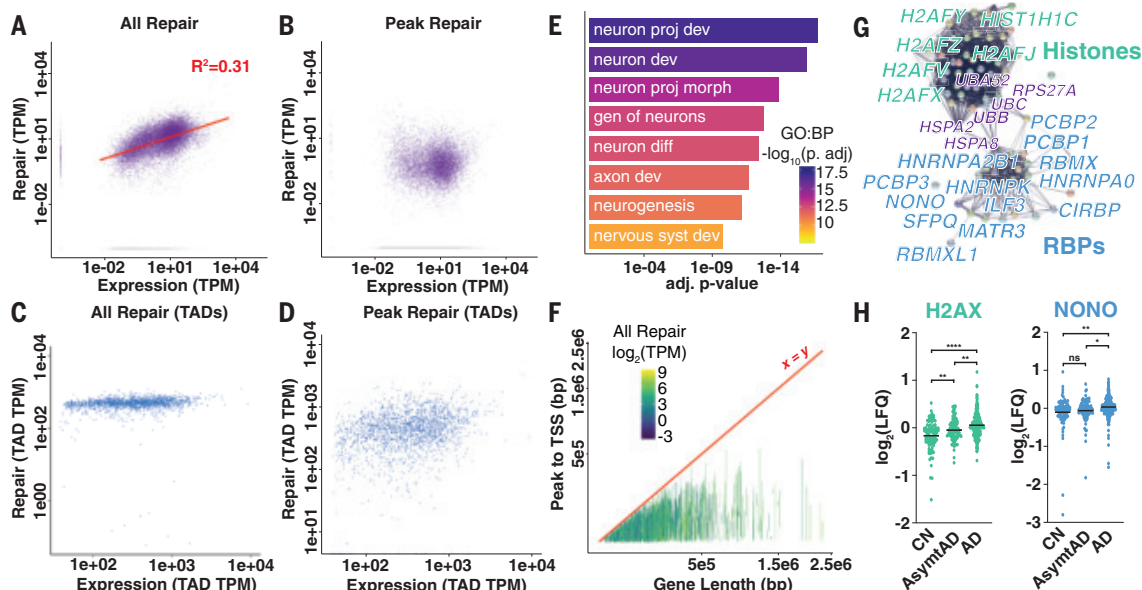 A
All Repair
R²=0.31
1e+04
1e+01
1e-02
Repair (TPM)
1e-02 1e+01 1e+04
Expression (TPM)
B
Peak Repair
1e+04
1e+01
1e-02
Repair (TPM)
1e-02 1e+01 1e+04
Expression (TPM)
C
All Repair (TADs)
1e+04
1e+02
1e+00
Repair (TAD TPM)
1e+02 1e+03 1e+04
Expression (TAD TPM)
D
Peak Repair (TADs)
1e+04
1e+03
1e+02
1e+01
Repair (TAD TPM)
1e+02 1e+03 1e+04
Expression (TAD TPM)
E
neuron proj dev
neuron dev
neuron proj morph
gen of neurons
neuron diff
axon dev
neurogenesis
nervous syst dev
GO:BP
-log₁₀(p. adj)
17.5
15.0
12.5
10
1e-04 1e-09 1e-14
adj. p-value
F
All Repair
log₂(TPM)
9
6
3
0
-3
x = y
2.5e6
1.5e6
5e5
Peak to TSS (bp)
5e5 1.5e6 2.5e6
Gene Length (bp)
G
H2AFY HIST1H1C
H2AFZ H2AFJ Histones
H2AFV
UBA52
H2AFX
RPS27A
UBC
UBB
HSPA2
HSPA8
PCBP2
PCBP1
HNRNPA2B1 RBMX
PCBP3 HNRNPK HNRNPA0
NONO ILF3 CIRBP
SFPQ
MATR3
RBMXL1
RBPs
H
H2AX
2
1
0
-1
-2
log₂(LFQ)
****
**
**
CN
AsymtAD
AD
NONO
2
1
0
-1
-2
-3
log₂(LFQ)
**
*
ns
CN
AsymtAD
AD